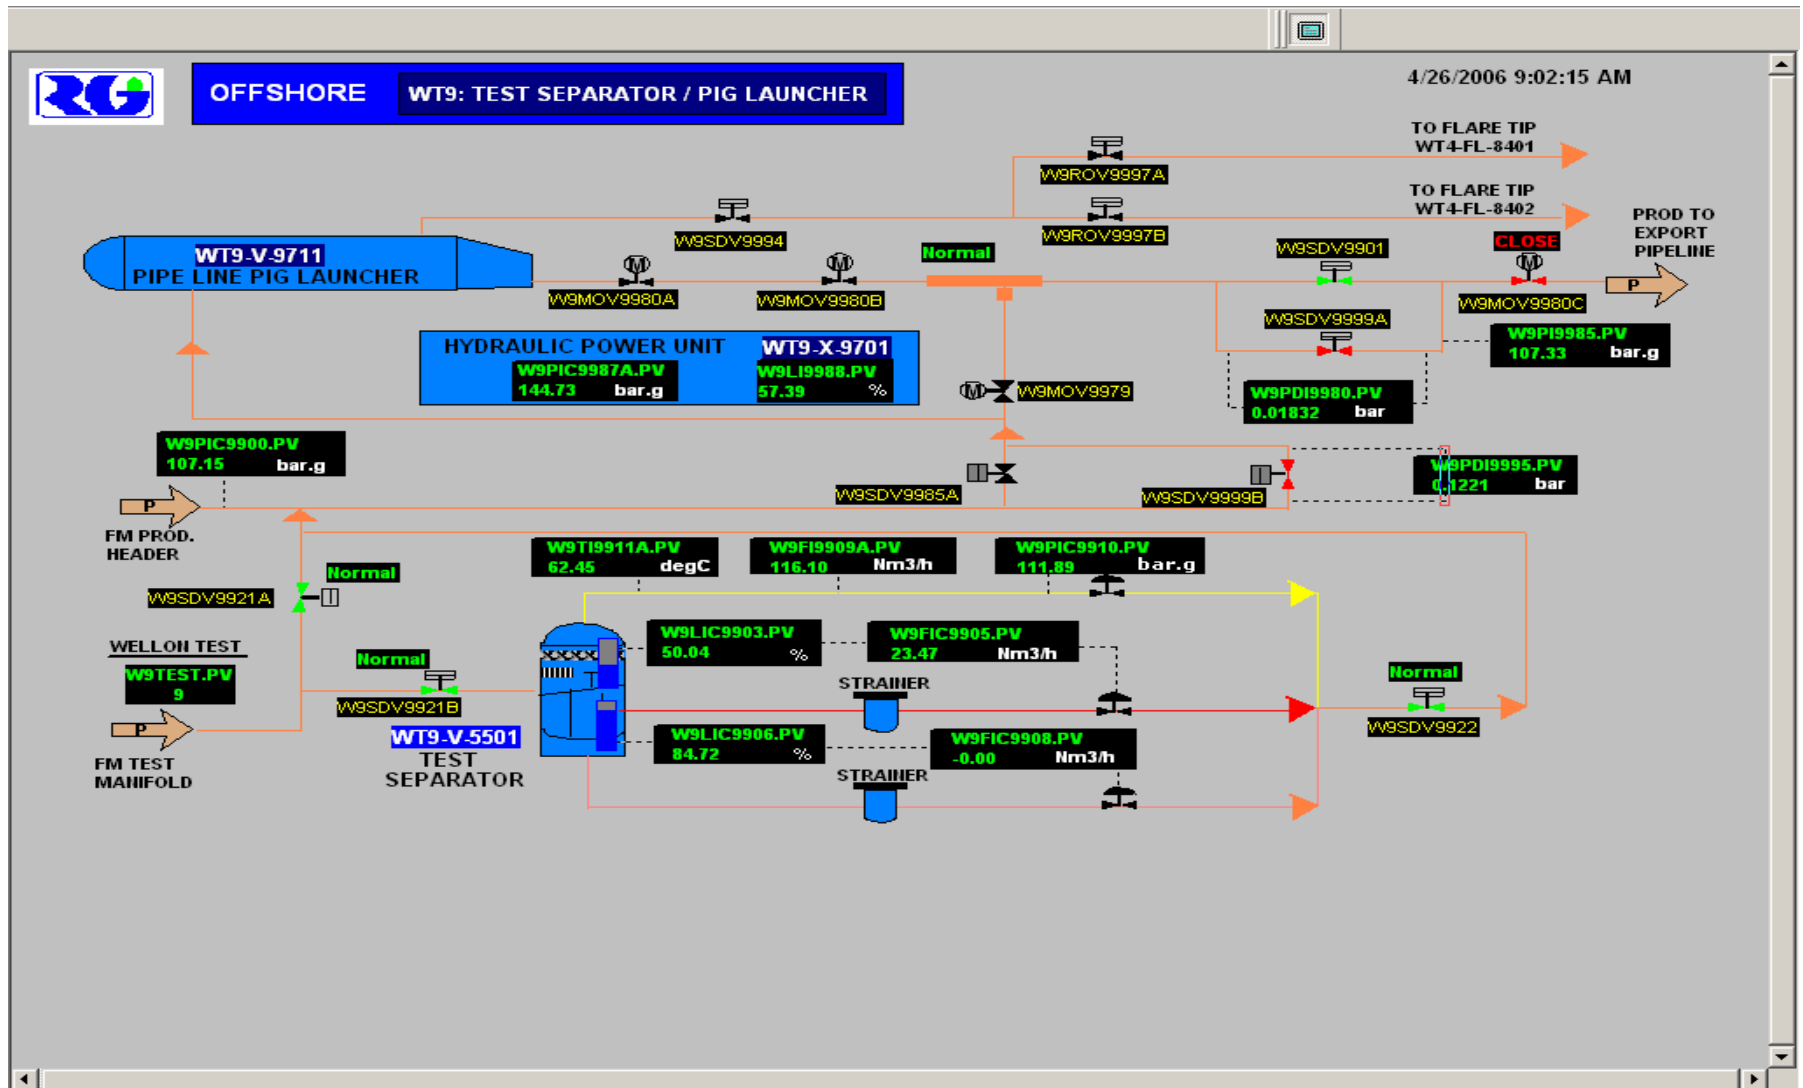 RG
OFFSHORE
WT9: TEST SEPARATOR / PIG LAUNCHER
4/26/2006 9:02:15 AM
TO FLARE TIP
WT4-FL-8401
W9ROV9997A
TO FLARE TIP
WT4-FL-8402
W9SDV9994
W9ROV9997B
PROD TO
EXPORT
PIPELINE
WT9-V-9711
PIPE LINE PIG LAUNCHER
Normal
W9SDV9901
CLOSE
M
M
M
P
W9MOV9980A
W9MOV9980B
W9MOV9980C
W9SDV9999A
HYDRAULIC POWER UNIT
WT9-X-9701
W9PIC9987A.PV
144.73 bar.g
W9LI9988.PV
57.39 %
W9PI9985.PV
107.33 bar.g
M
W9MOV9979
W9PDI9980.PV
0.01832 bar
W9PIC9900.PV
107.15 bar.g
W9SDV9985A
W9SDV9999B
W9PDI9995.PV
0.1221 bar
P
FM PROD.
HEADER
W9TI9911A.PV
62.45 degC
W9FI9909A.PV
116.10 Nm3/h
W9PIC9910.PV
111.89 bar.g
Normal
W9SDV9921A
WELLON TEST
W9TEST.PV
9
Normal
W9SDV9921B
W9LIC9903.PV
50.04 %
W9FIC9905.PV
23.47 Nm3/h
STRAINER
Normal
W9SDV9922
P
FM TEST
MANIFOLD
WT9-V-5501
TEST
SEPARATOR
W9LIC9906.PV
84.72 %
W9FIC9908.PV
-0.00 Nm3/h
STRAINER